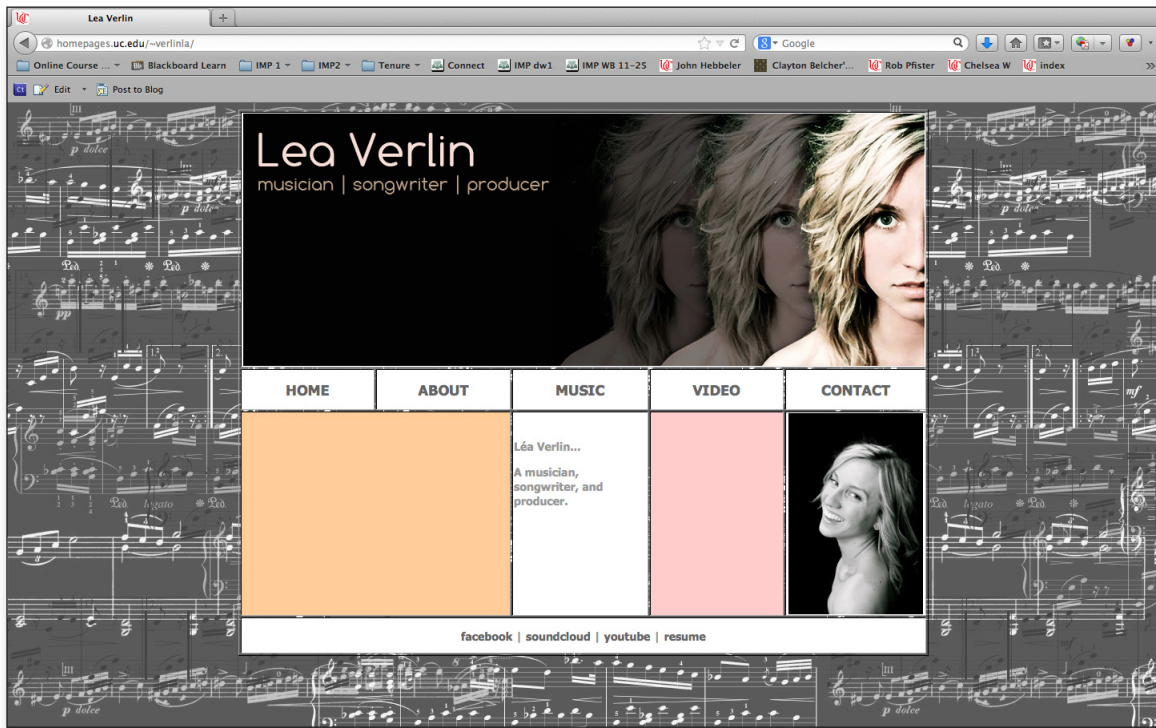 Lea Verlin
homepages.uc.edu/~verlinla/
Google
Online Course ...
Blackboard Learn
IMP 1
IMP2
Tenure
Connect
IMP dw1
IMP WB 11-25
John Hebbeler
Clayton Belcher'...
Rob Pfister
Chelsea W
index
Edit
Post to Blog
Lea Verlin
musician | songwriter | producer
HOME
ABOUT
MUSIC
VIDEO
CONTACT
Léa Verlin...
A musician,
songwriter, and
producer.
facebook | soundcloud | youtube | resume